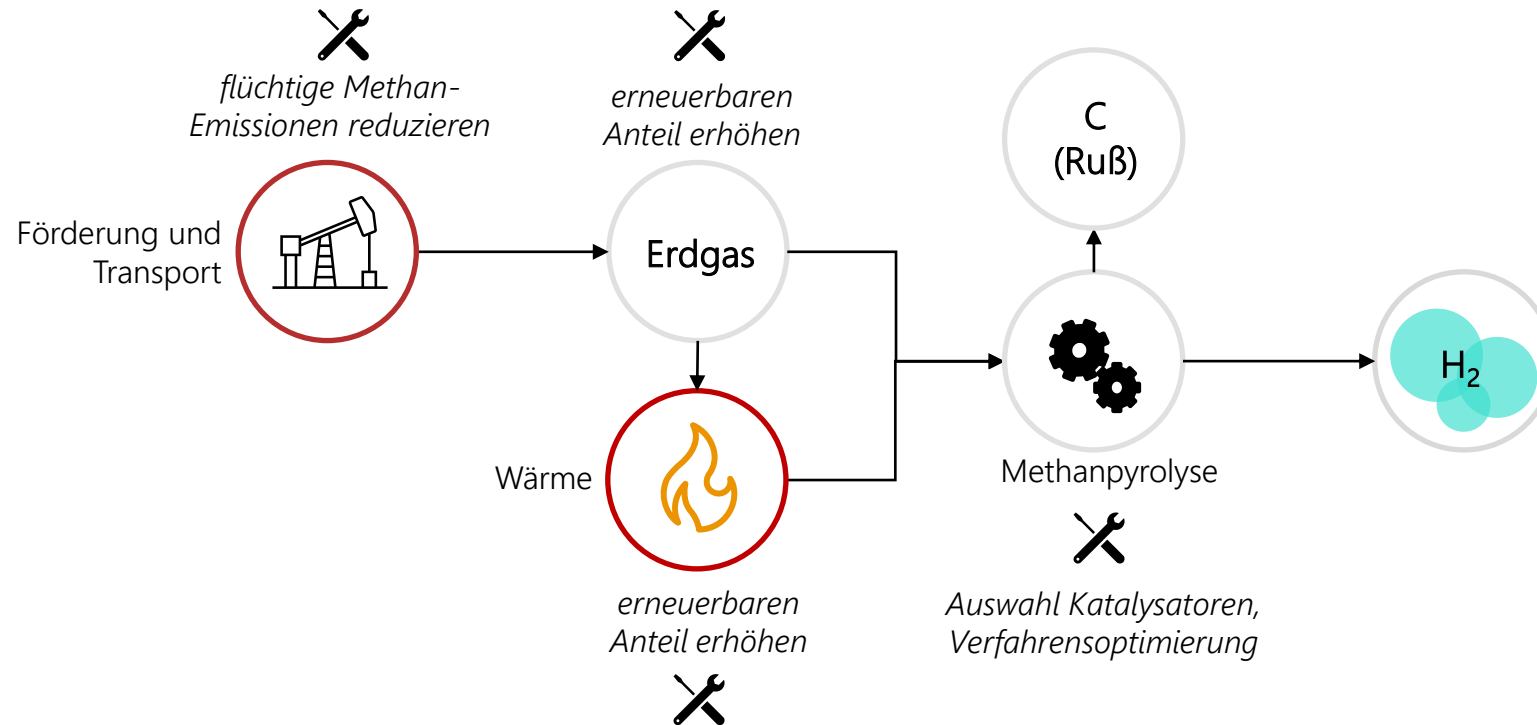 flüchtige Methan-
Emissionen reduzieren
erneuerbaren
Anteil erhöhen
C
(Ruß)
Förderung und
Transport
Erdgas
H₂
Wärme
Methanpyrolyse
erneuerbaren
Anteil erhöhen
Auswahl Katalysatoren,
Verfahrensoptimierung